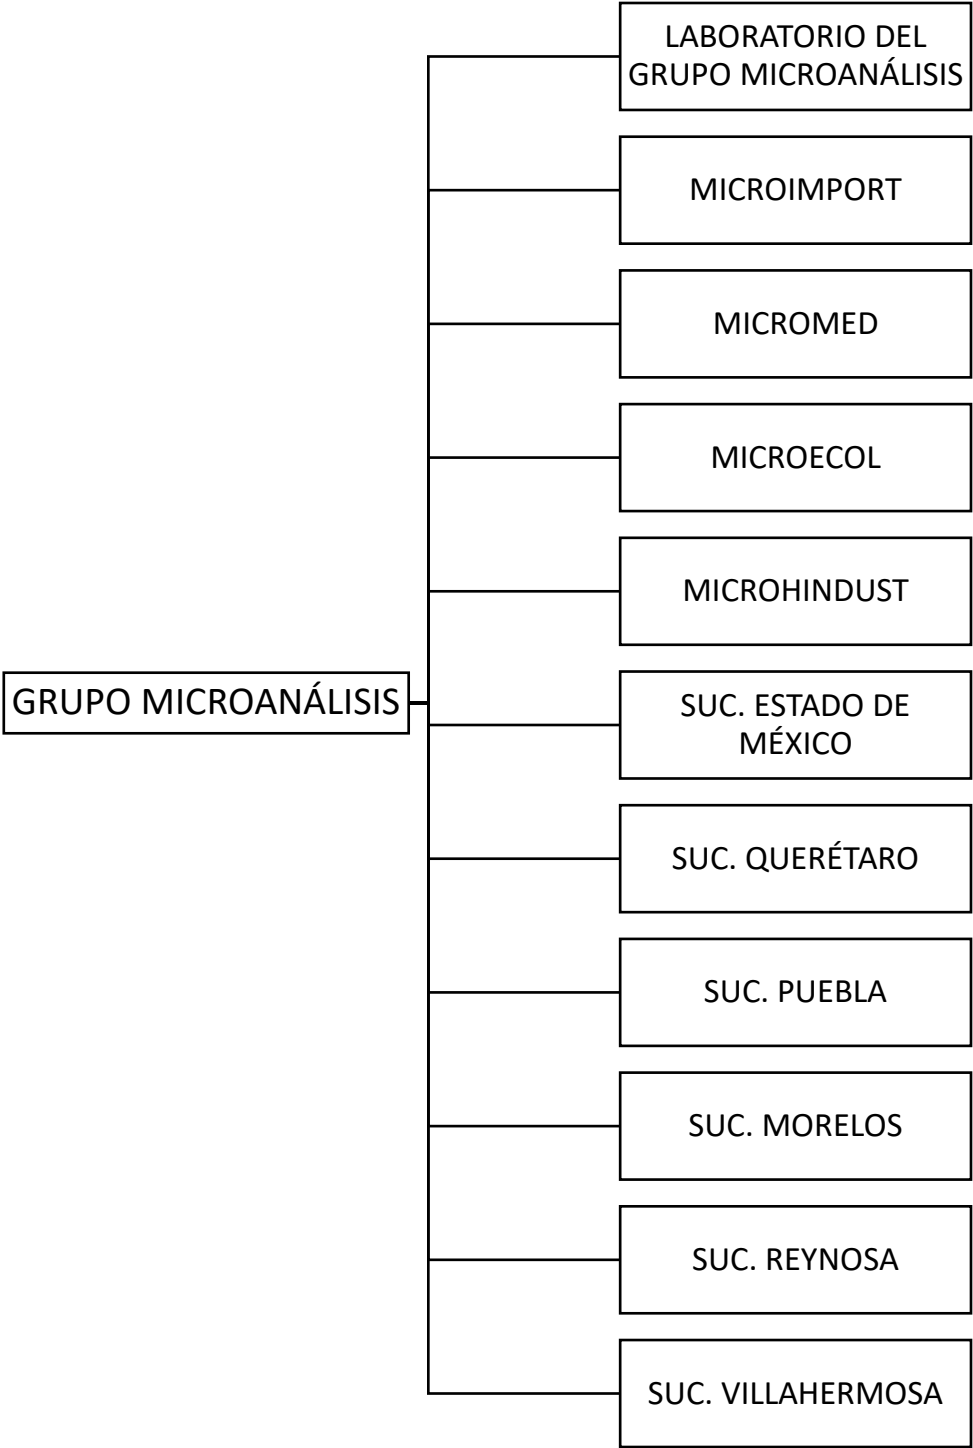 LABORATORIO DEL
GRUPO MICROANÁLISIS
MICROIMPORT
MICROMED
MICROECOL
MICROHINDUST
GRUPO MICROANÁLISIS
SUC. ESTADO DE
MÉXICO
SUC. QUERÉTARO
SUC. PUEBLA
SUC. MORELOS
SUC. REYNOSA
SUC. VILLAHERMOSA